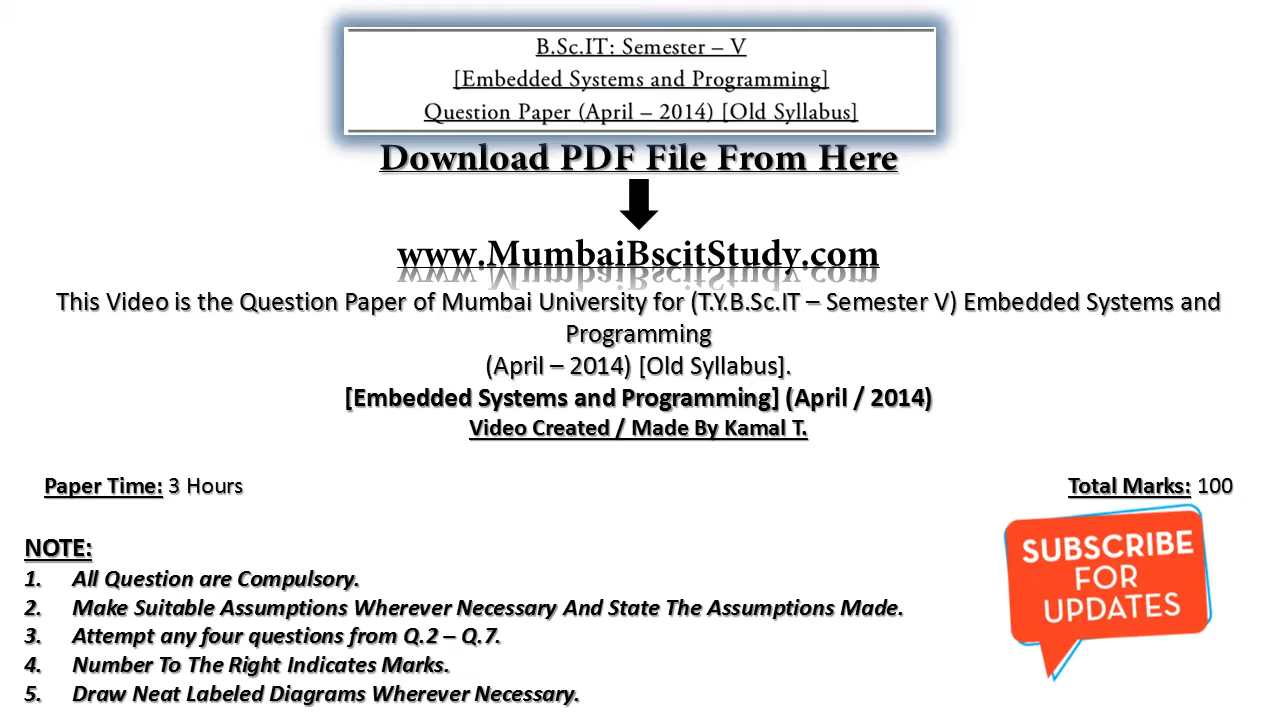 B.Sc.IT: Semester – V
[Embedded Systems and Programming]
Question Paper (April – 2014) [Old Syllabus]
Download PDF File From Here
www.MumbaiBscitStudy.com
This Video is the Question Paper of Mumbai University for (T.Y.B.Sc.IT – Semester V) Embedded Systems and
Programming
(April – 2014) [Old Syllabus].
[Embedded Systems and Programming] (April / 2014)
Video Created / Made By Kamal T.
Paper Time: 3 Hours
Total Marks: 100
NOTE:
1. All Question are Compulsory.
2. Make Suitable Assumptions Wherever Necessary And State The Assumptions Made.
3. Attempt any four questions from Q.2 – Q.7.
4. Number To The Right Indicates Marks.
5. Draw Neat Labeled Diagrams Wherever Necessary.
SUBSCRIBE
FOR
UPDATES